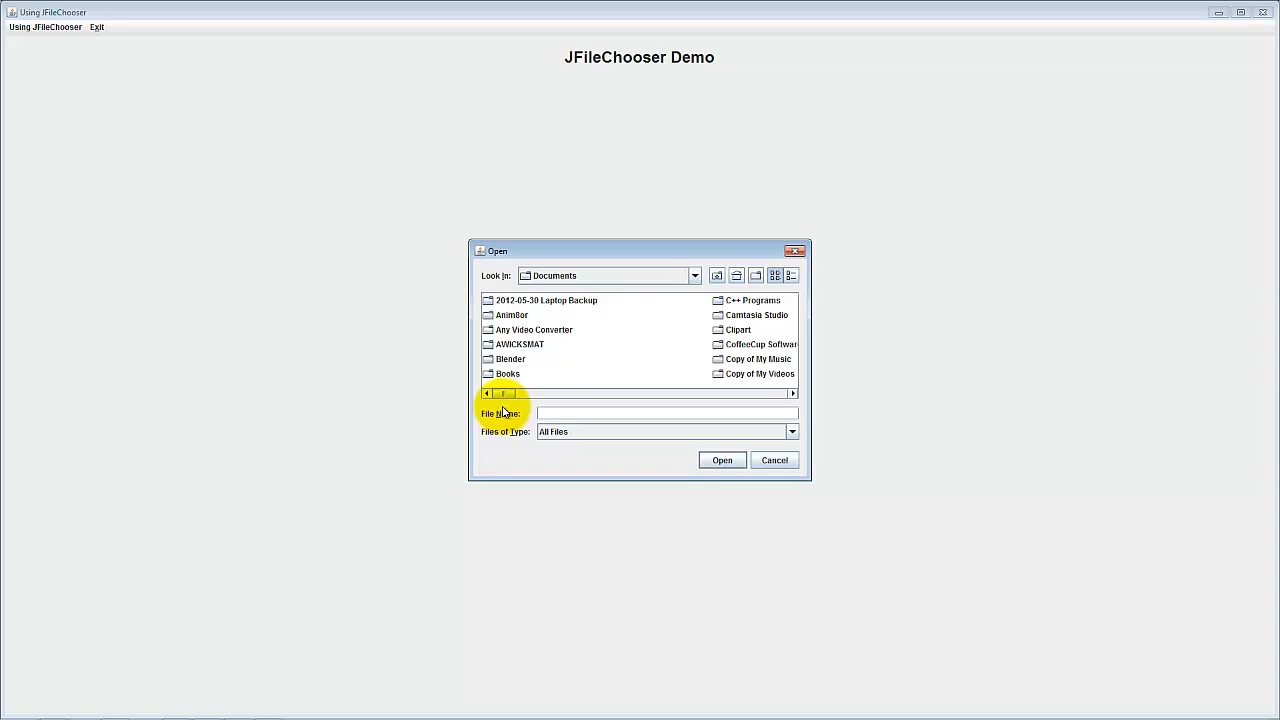 Using JFileChooser
Using JFileChooser Exit
JFileChooser Demo
Open
Look In: Documents
2012-05-30 Laptop Backup C++ Programs
Anim8or Camtasia Studio
Any Video Converter Clipart
AWICKSMAT CoffeeCup Softwar
Blender Copy of My Music
Books Copy of My Videos
File Name:
Files of Type: All Files
Open Cancel